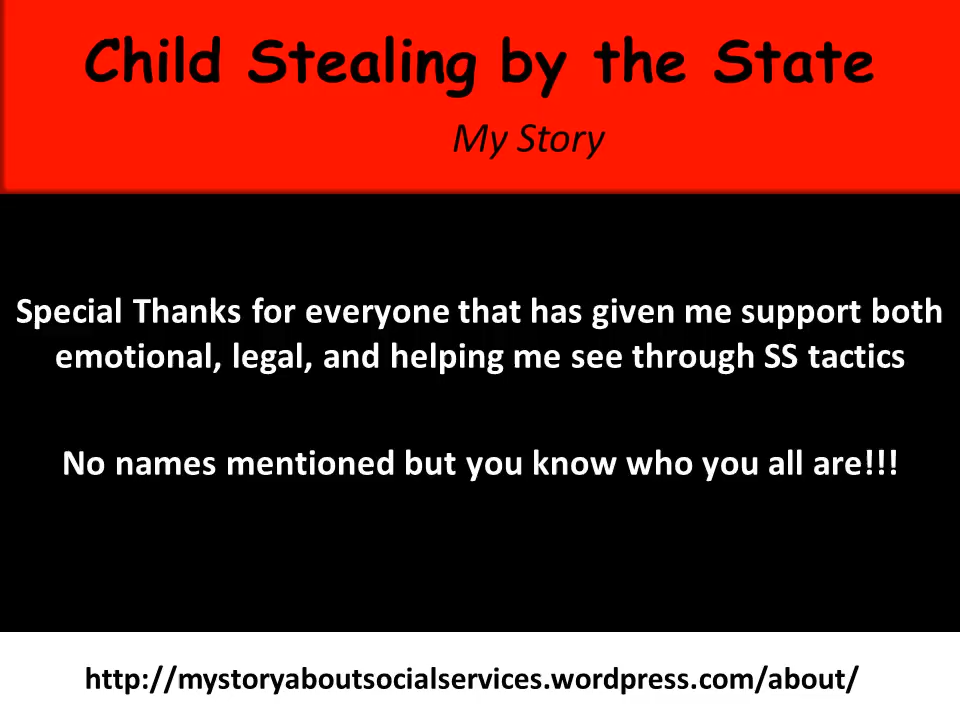 Child Stealing by the State
My Story
Special Thanks for everyone that has given me support both
emotional, legal, and helping me see through SS tactics
No names mentioned but you know who you all are!!!
http://mystoryaboutsocialservices.wordpress.com/about/